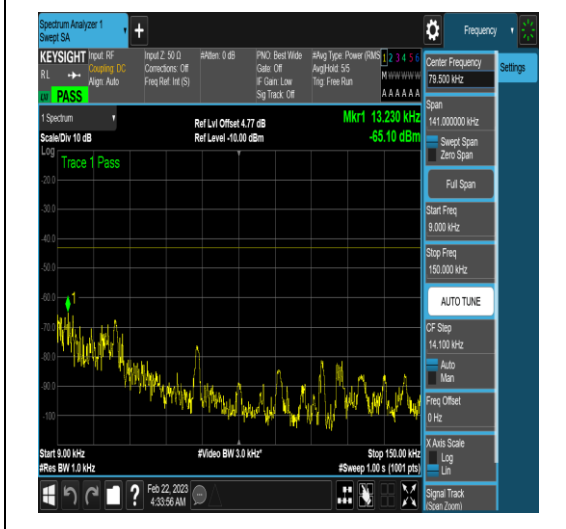 Spectrum Analyzer 1
Swept SA
+
Frequency
KEYSIGHT
RL
PASS
Input: RF
Coupling: DC
Align: Auto
Input Z: 50 Ω
Corrections: Off
Freq Ref: Int (S)
#Atten: 0 dB
PNO: Best Wide
Gate: Off
IF Gain: Low
Sig Track: Off
#Avg Type: Power (RMS
Avg|Hold: 5/5
Trig: Free Run
1 2 3 4 5 6
M W W W W W
A A A A A A
1 Spectrum
Scale/Div 10 dB
Ref Lvl Offset 4.77 dB
Ref Level -10.00 dBm
Mkr1 13.230 kHz
-65.10 dBm
Log
Trace 1 Pass
-20.0
-30.0
-40.0
-50.0
-60.0
1
-70.0
-80.0
-90.0
-100
Start 9.00 kHz
#Res BW 1.0 kHz
#Video BW 3.0 kHz*
Stop 150.00 kHz
#Sweep 1.00 s (1001 pts)
?
Feb 22, 2023
4:33:56 AM
Center Frequency
79.500 kHz
Settings
Span
141.000000 kHz
Swept Span
Zero Span
Full Span
Start Freq
9.000 kHz
Stop Freq
150.000 kHz
AUTO TUNE
CF Step
14.100 kHz
Auto
Man
Freq Offset
0 Hz
X Axis Scale
Log
Lin
Signal Track
(Span Zoom)